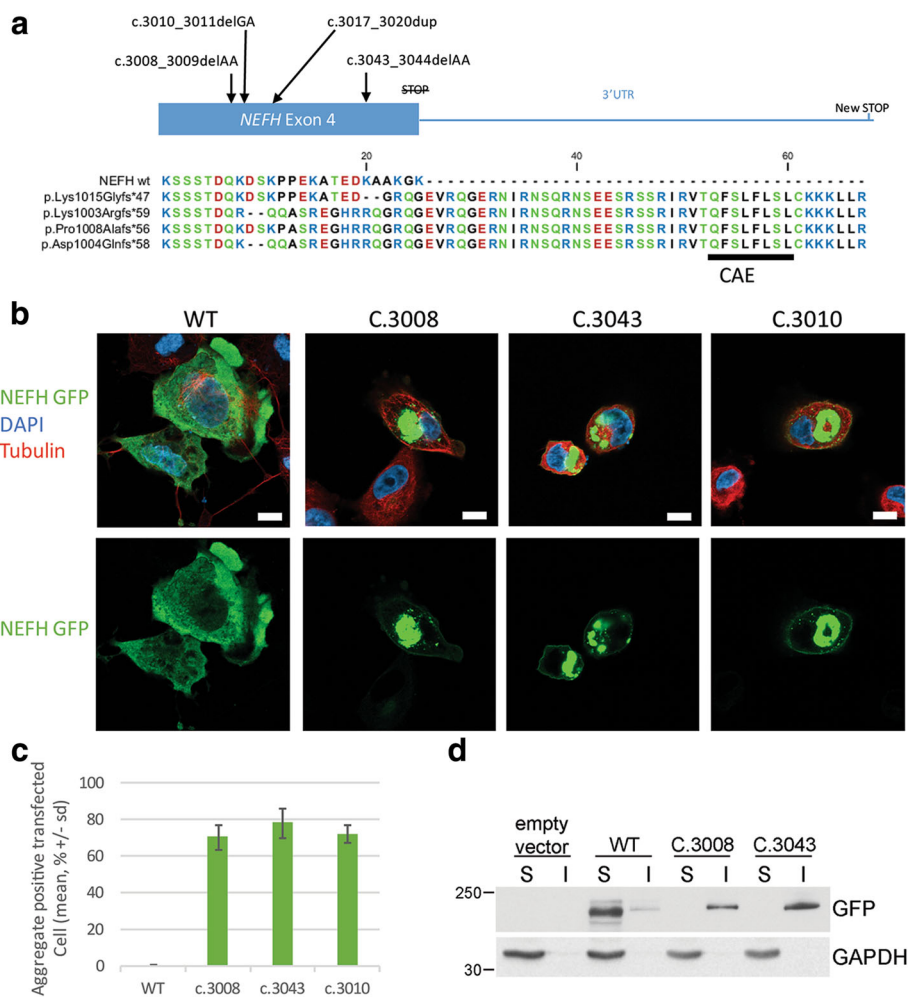 a
c.3010_3011delGA
c.3017_3020dup
c.3008_3009delAA
c.3043_3044delAA
STOP
3'UTR
New STOP
NEFH Exon 4
20 40 60
NEFH wt KSSSTDQKDSKPPEKATEDKAAKGK------------------------------------------
p.Lys1015Glyfs*47 KSSSTDQKDSKPPEKATED--GRQGEVRQGERNIRNSQRNSEESRSSRIRVTQFSLFLSLCKKKLLR
p.Lys1003Argfs*59 KSSSTDQR--QQASREGHRRQGRQGEVRQGERNIRNSQRNSEESRSSRIRVTQFSLFLSLCKKKLLR
p.Pro1008Alafs*56 KSSSTDQKDSKPASREGHRRQGRQGEVRQGERNIRNSQRNSEESRSSRIRVTQFSLFLSLCKKKLLR
p.Asp1004Glnfs*58 KSSSTDQK--QQASREGHRRQGRQGEVRQGERNIRNSQRNSEESRSSRIRVTQFSLFLSLCKKKLLR
CAE
b
WT C.3008 C.3043 C.3010
NEFH GFP
DAPI
Tubulin
NEFH GFP
c
Aggregate positive transfected
Cell (mean, % +/- sd)
100
80
60
40
20
0
WT c.3008 c.3043 c.3010
d
empty
vector WT C.3008 C.3043
S I S I S I S I
250
GFP
GAPDH
30